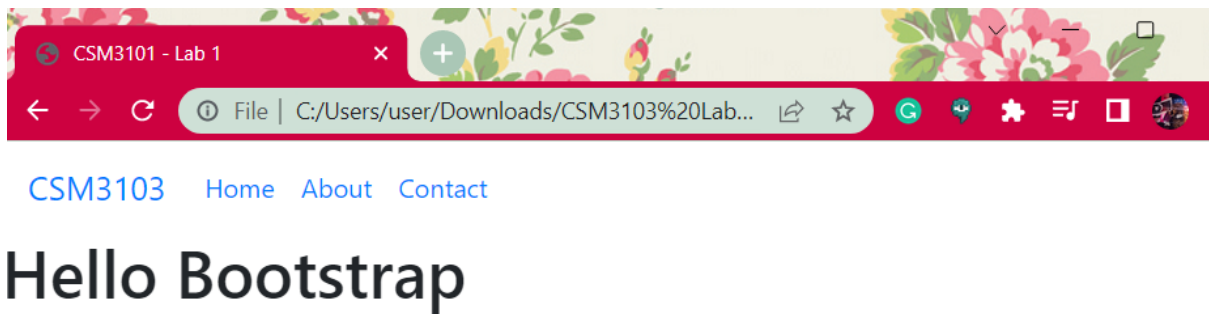 CSM3101 - Lab 1
File | C:/Users/user/Downloads/CSM3103%20Lab...
CSM3103 Home About Contact
Hello Bootstrap